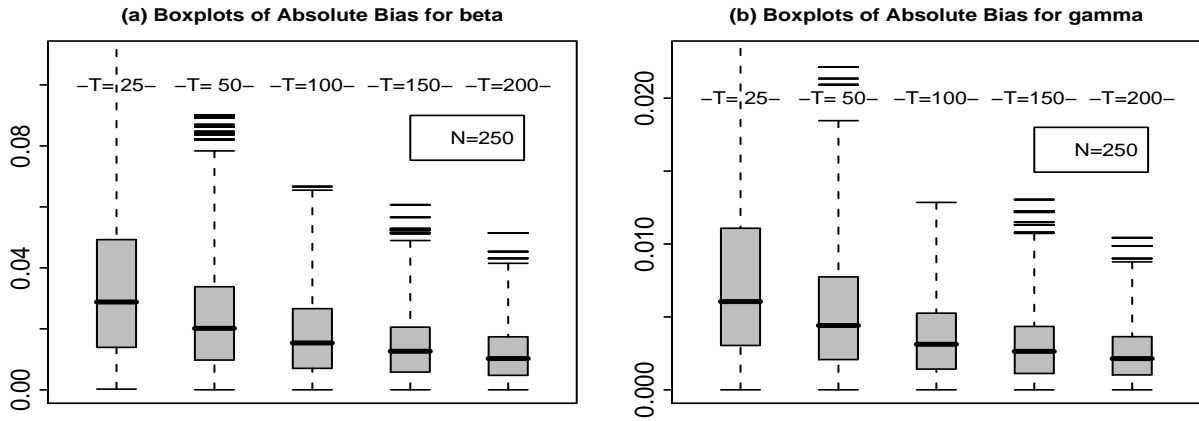 (a) Boxplots of Absolute Bias for beta
–T= 25– –T= 50– –T=100– –T=150– –T=200–
N=250
0.08
0.04
0.00
(b) Boxplots of Absolute Bias for gamma
–T= 25– –T= 50– –T=100– –T=150– –T=200–
N=250
0.020
0.010
0.000